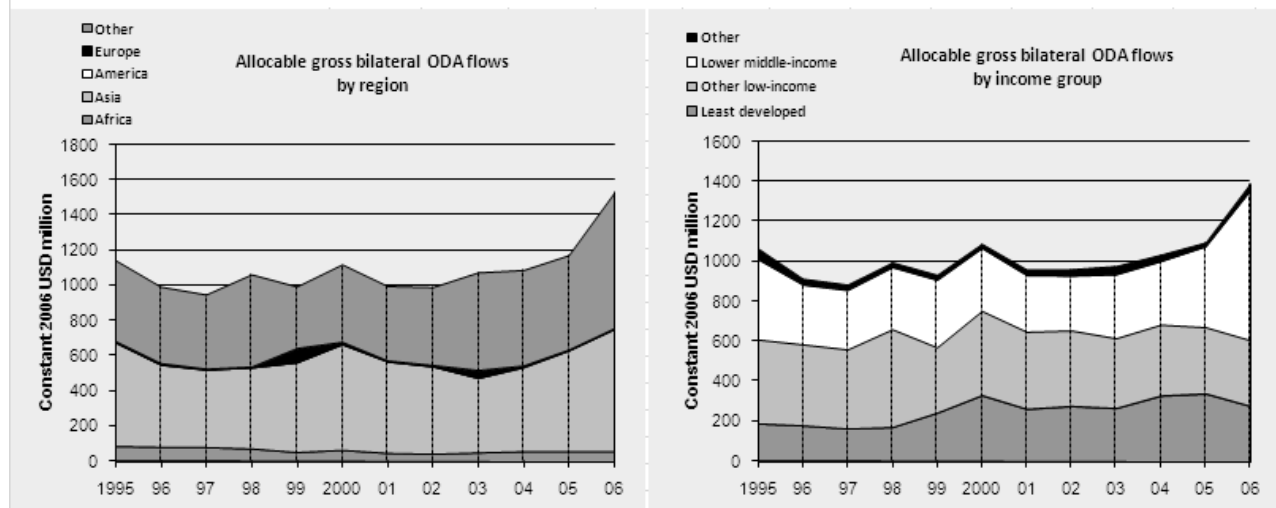 Other
Europe
America
Asia
Africa
Allocable gross bilateral ODA flows
by region
Constant 2006 USD million
1800
1600
1400
1200
1000
800
600
400
200
0
1995 96 97 98 99 2000 01 02 03 04 05 06
Other
Lower middle-income
Other low-income
Least developed
Allocable gross bilateral ODA flows
by income group
Constant 2006 USD million
1600
1400
1200
1000
800
600
400
200
0
1995 96 97 98 99 2000 01 02 03 04 05 06